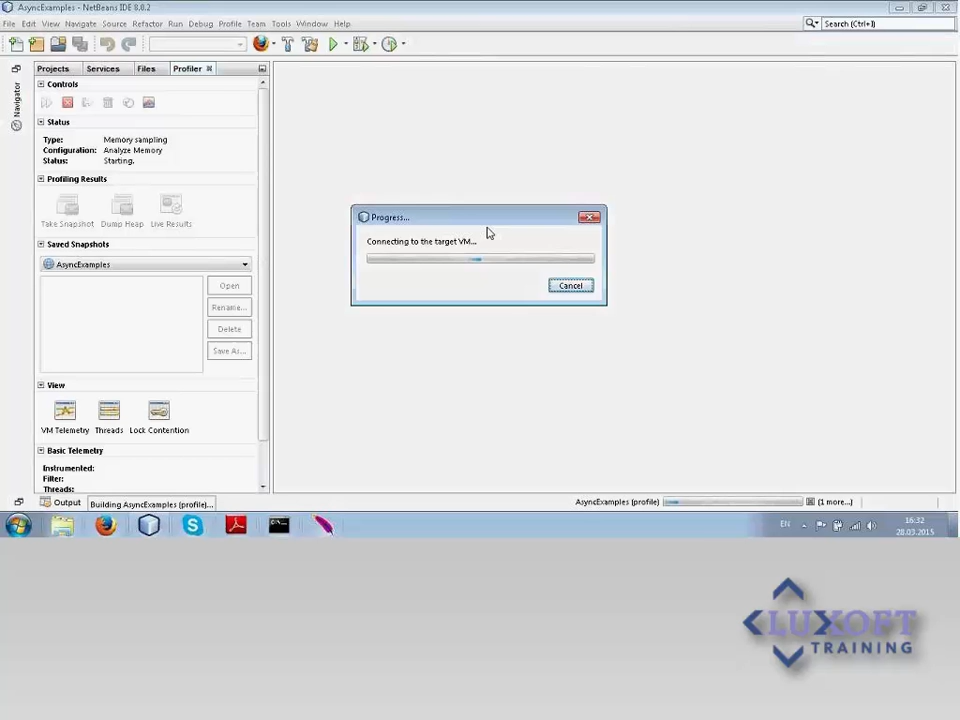 AsyncExamples - NetBeans IDE 8.0.2
File Edit View Navigate Source Refactor Run Debug Profile Team Tools Window Help
Search (Ctrl+I)
Projects Services Files Profiler
Navigator
Controls
Status
Type: Memory sampling
Configuration: Analyze Memory
Status: Starting.
Profiling Results
Take Snapshot Dump Heap Live Results
Saved Snapshots
AsyncExamples
Open
Rename...
Delete
Save As...
View
VM Telemetry Threads Lock Contention
Basic Telemetry
Instrumented:
Filter:
Threads:
Progress...
Connecting to the target VM...
Cancel
Output Building AsyncExamples (profile)...
AsyncExamples (profile) (1 more...)
EN
16:32
28.03.2015
LUXOFT
TRAINING